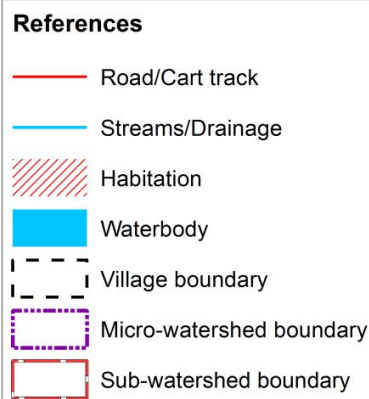 References
Road/Cart track
Streams/Drainage
Habitation
Waterbody
Village boundary
Micro-watershed boundary
Sub-watershed boundary